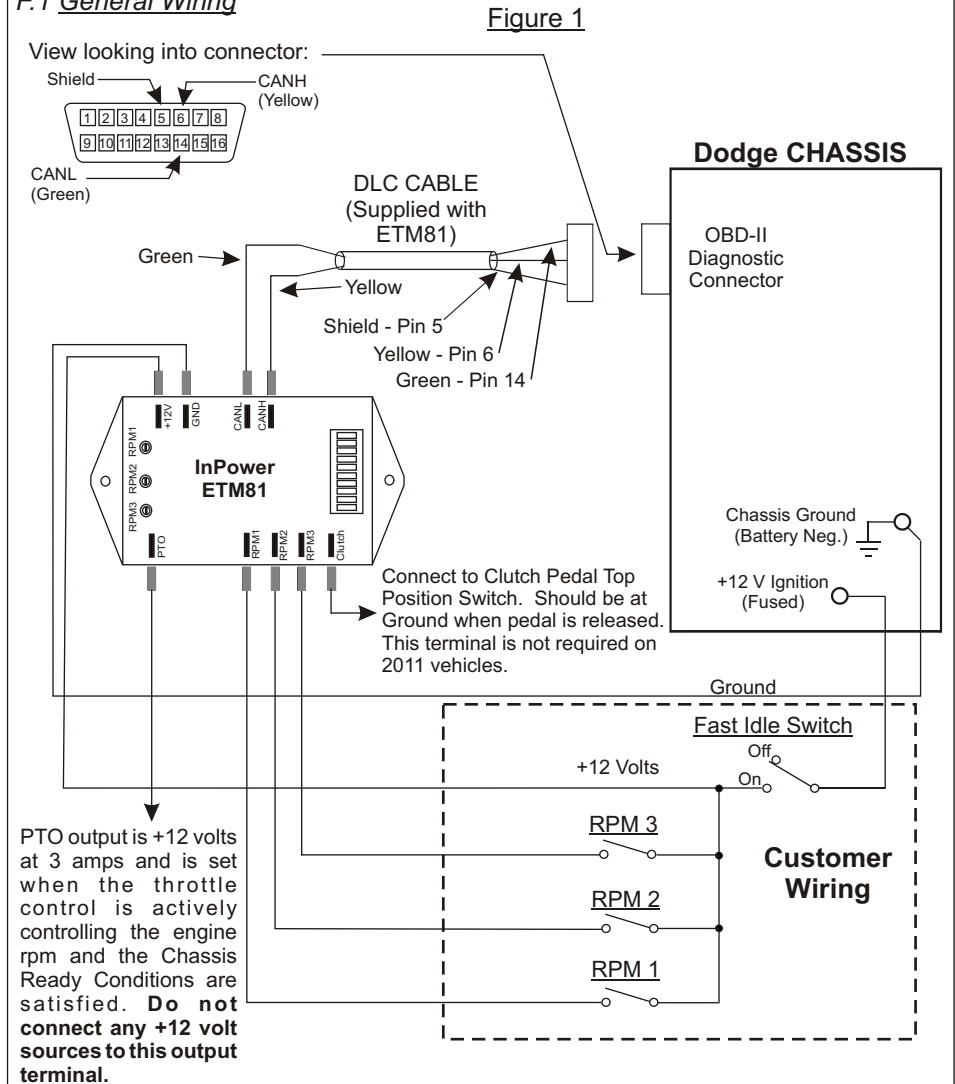 F.1 General Wiring
Figure 1
View looking into connector:
Shield
CANH
(Yellow)
1 2 3 4 5 6 7 8
9 10 11 12 13 14 15 16
CANL
(Green)
Dodge CHASSIS
DLC CABLE
(Supplied with
ETM81)
OBD-II
Diagnostic
Connector
Green
Yellow
Shield - Pin 5
Yellow - Pin 6
Green - Pin 14
+12V
GND
CANL
CANH
RPM1
RPM2
RPM3
InPower
ETM81
PTO
RPM1
RPM2
RPM3
Clutch
Chassis Ground
(Battery Neg.)
+12 V Ignition
(Fused)
Connect to Clutch Pedal Top
Position Switch. Should be at
Ground when pedal is released.
This terminal is not required on
2011 vehicles.
Ground
Fast Idle Switch
Off
On
+12 Volts
RPM 3
RPM 2
RPM 1
Customer
Wiring
PTO output is +12 volts
at 3 amps and is set
when the throttle
control is actively
controlling the engine
rpm and the Chassis
Ready Conditions are
satisfied. Do not
connect any +12 volt
sources to this output
terminal.